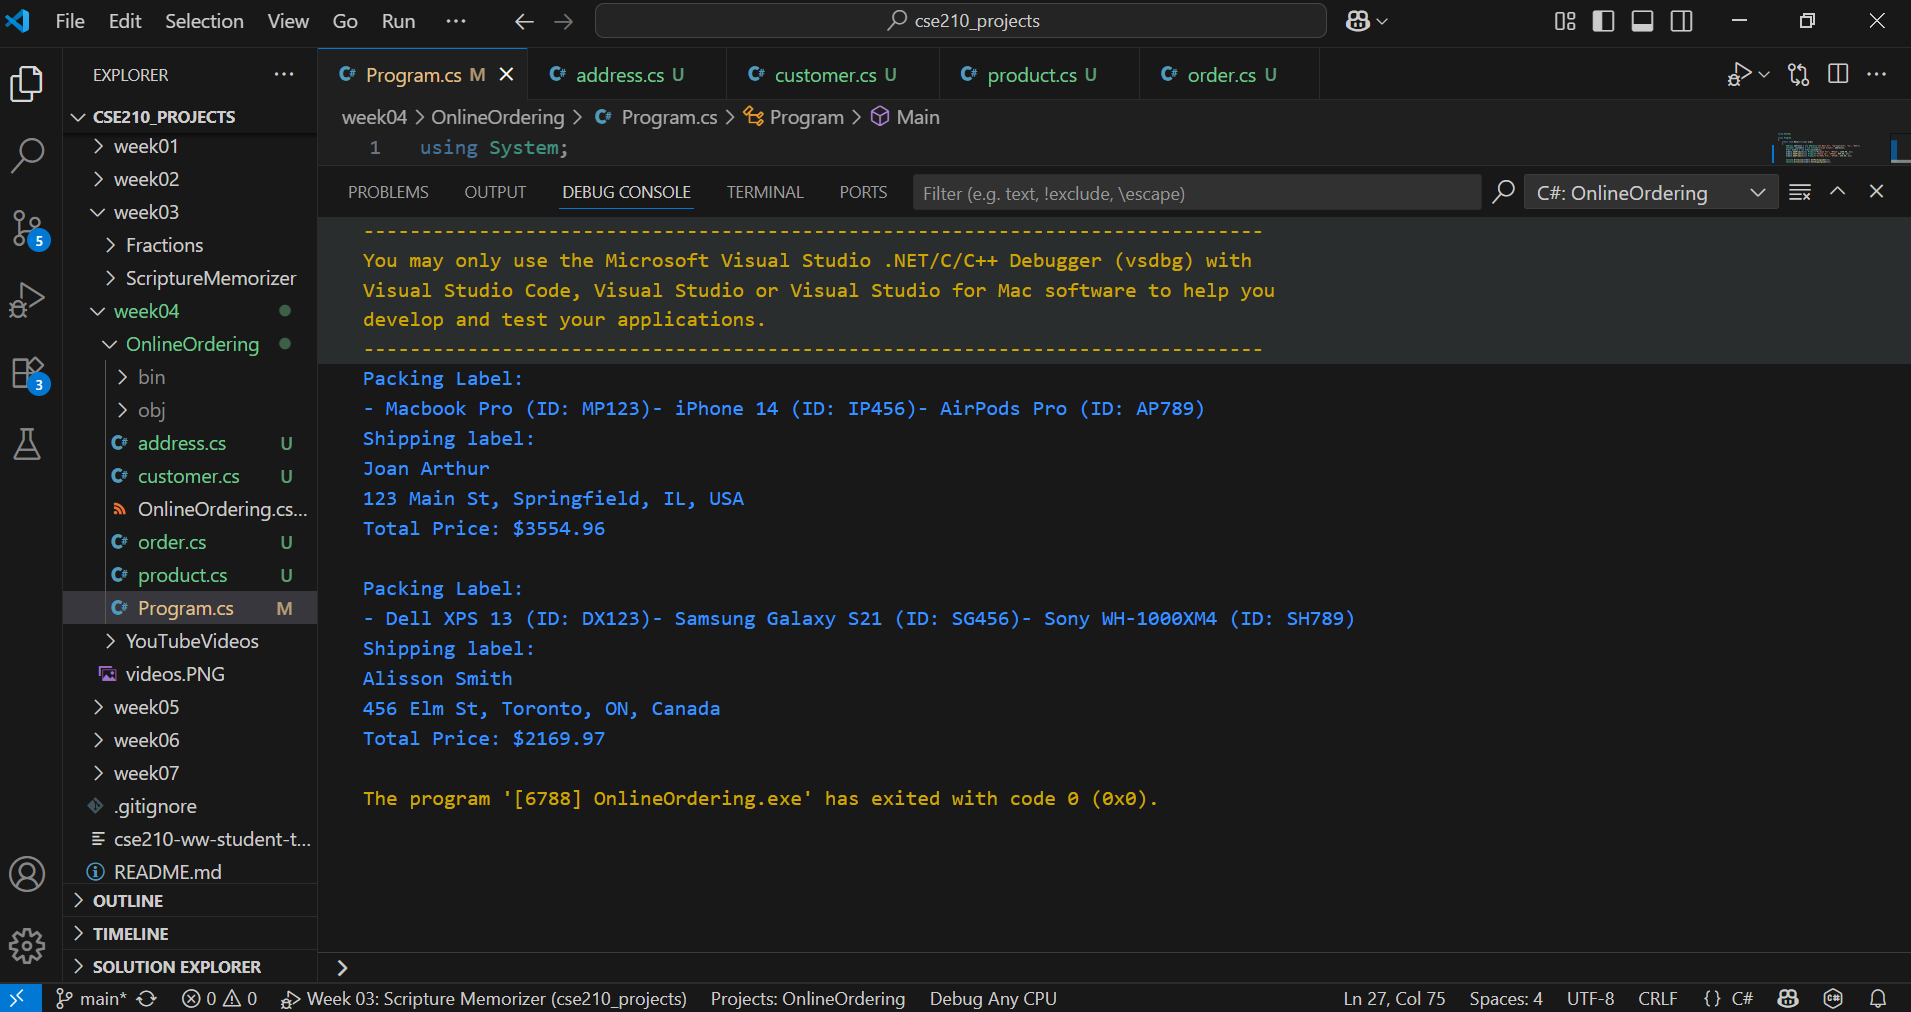 File Edit Selection View Go Run ··· cse210_projects
EXPLORER ···
CSE210_PROJECTS
week01
week02
week03
Fractions
ScriptureMemorizer
week04
OnlineOrdering
bin
obj
address.cs U
customer.cs U
OnlineOrdering.cs...
order.cs U
product.cs U
Program.cs M
YouTubeVideos
videos.PNG
week05
week06
week07
.gitignore
cse210-ww-student-t...
README.md
OUTLINE
TIMELINE
SOLUTION EXPLORER
5
3
Program.cs M address.cs U customer.cs U product.cs U order.cs U
week04 > OnlineOrdering > Program.cs > Program > Main
1 using System;
PROBLEMS OUTPUT DEBUG CONSOLE TERMINAL PORTS Filter (e.g. text, !exclude, \escape) C#: OnlineOrdering
------------------------------------------------------------------------------
You may only use the Microsoft Visual Studio .NET/C/C++ Debugger (vsdbg) with
Visual Studio Code, Visual Studio or Visual Studio for Mac software to help you
develop and test your applications.
------------------------------------------------------------------------------
Packing Label:
- Macbook Pro (ID: MP123)- iPhone 14 (ID: IP456)- AirPods Pro (ID: AP789)
Shipping label:
Joan Arthur
123 Main St, Springfield, IL, USA
Total Price: $3554.96
Packing Label:
- Dell XPS 13 (ID: DX123)- Samsung Galaxy S21 (ID: SG456)- Sony WH-1000XM4 (ID: SH789)
Shipping label:
Alisson Smith
456 Elm St, Toronto, ON, Canada
Total Price: $2169.97
The program '[6788] OnlineOrdering.exe' has exited with code 0 (0x0).
main* 0 0 Week 03: Scripture Memorizer (cse210_projects) Projects: OnlineOrdering Debug Any CPU Ln 27, Col 75 Spaces: 4 UTF-8 CRLF {} C#